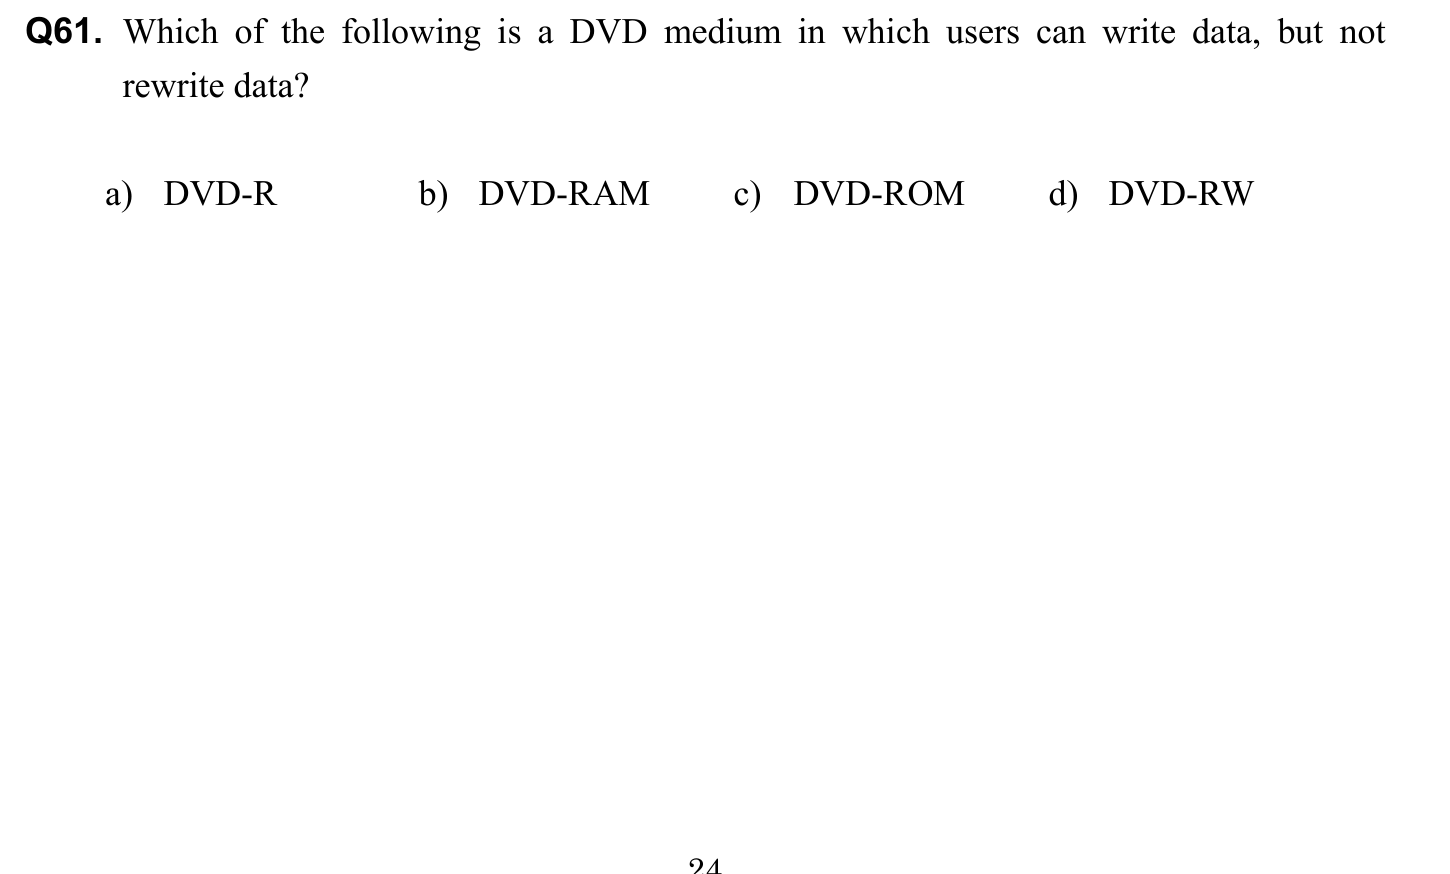 Q61. Which of the following is a DVD medium in which users can write data, but not
rewrite data?
a) DVD-R b) DVD-RAM c) DVD-ROM d) DVD-RW
24